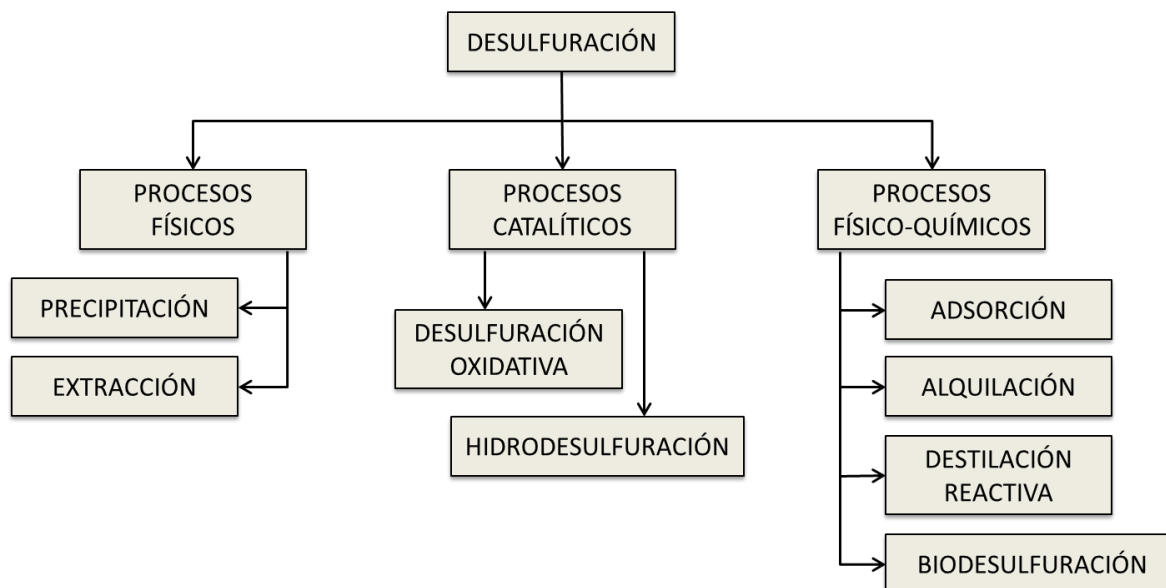 DESULFURACIÓN
PROCESOS
FÍSICOS
PRECIPITACIÓN
EXTRACCIÓN
PROCESOS
CATALÍTICOS
DESULFURACIÓN
OXIDATIVA
HIDRODESULFURACIÓN
PROCESOS
FÍSICO-QUÍMICOS
ADSORCIÓN
ALQUILACIÓN
DESTILACIÓN
REACTIVA
BIODESULFURACIÓN